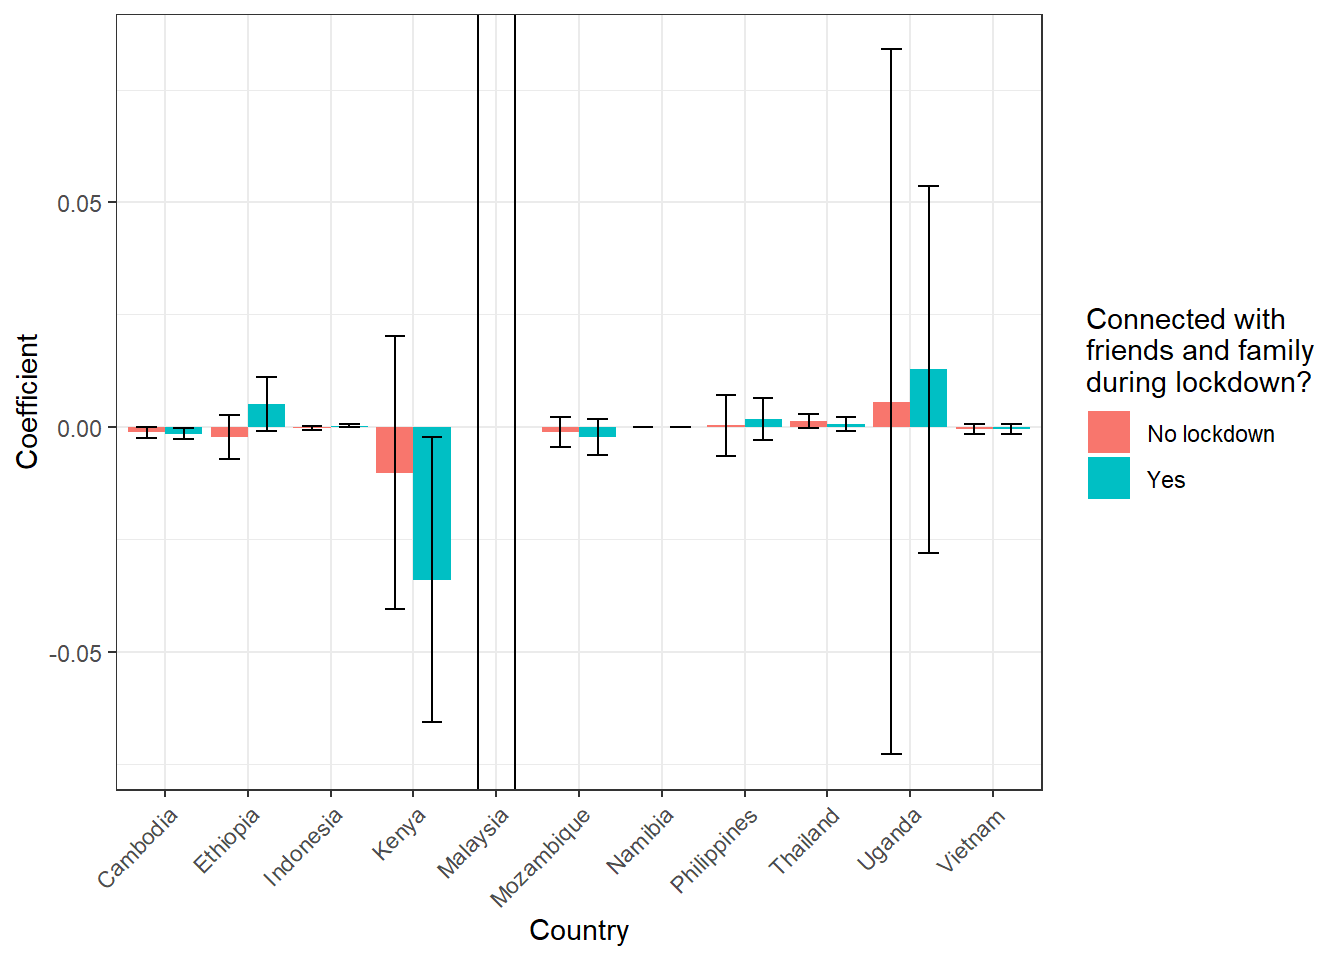 0.05
0.00
-0.05
Coefficient
Cambodia
Ethiopia
Indonesia
Kenya
Malaysia
Mozambique
Namibia
Philippines
Thailand
Uganda
Vietnam
Country
Connected with
friends and family
during lockdown?
No lockdown
Yes